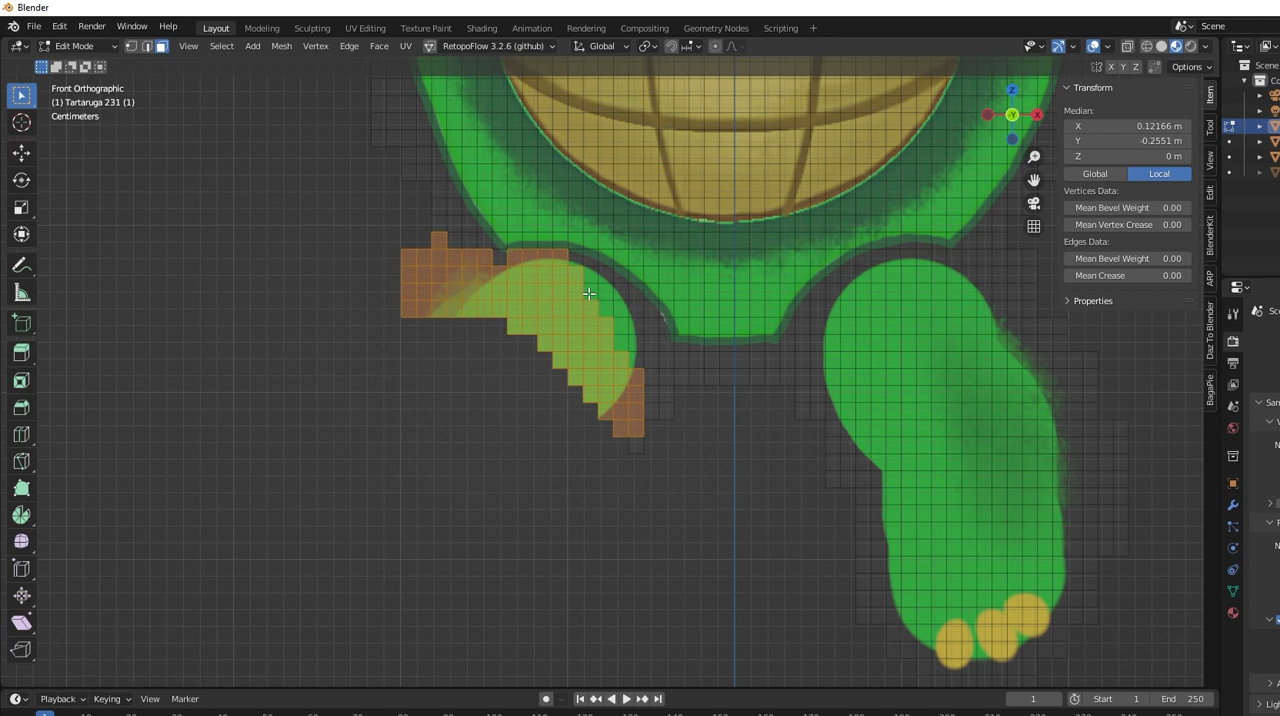 Blender
File Edit Render Window Help Layout Modeling Sculpting UV Editing Texture Paint Shading Animation Rendering Compositing Geometry Nodes Scripting + Scene
Edit Mode View Select Add Mesh Vertex Edge Face UV RetopoFlow 3.2.6 (github) Global
X Y Z Options
Front Orthographic
(1) Tartaruga 231 (1)
Centimeters
Z
-Y
X
Transform
Median:
X 0.12166 m
Y -0.2551 m
Z 0 m
Global Local
Vertices Data:
Mean Bevel Weight 0.00
Mean Vertex Crease 0.00
Edges Data:
Mean Bevel Weight 0.00
Mean Crease 0.00
Properties
Item
Tool
View
Edit
BlenderKit
ARP
Daz To Blender
BagaPie
Playback Keying View Marker 1 Start 1 End 250